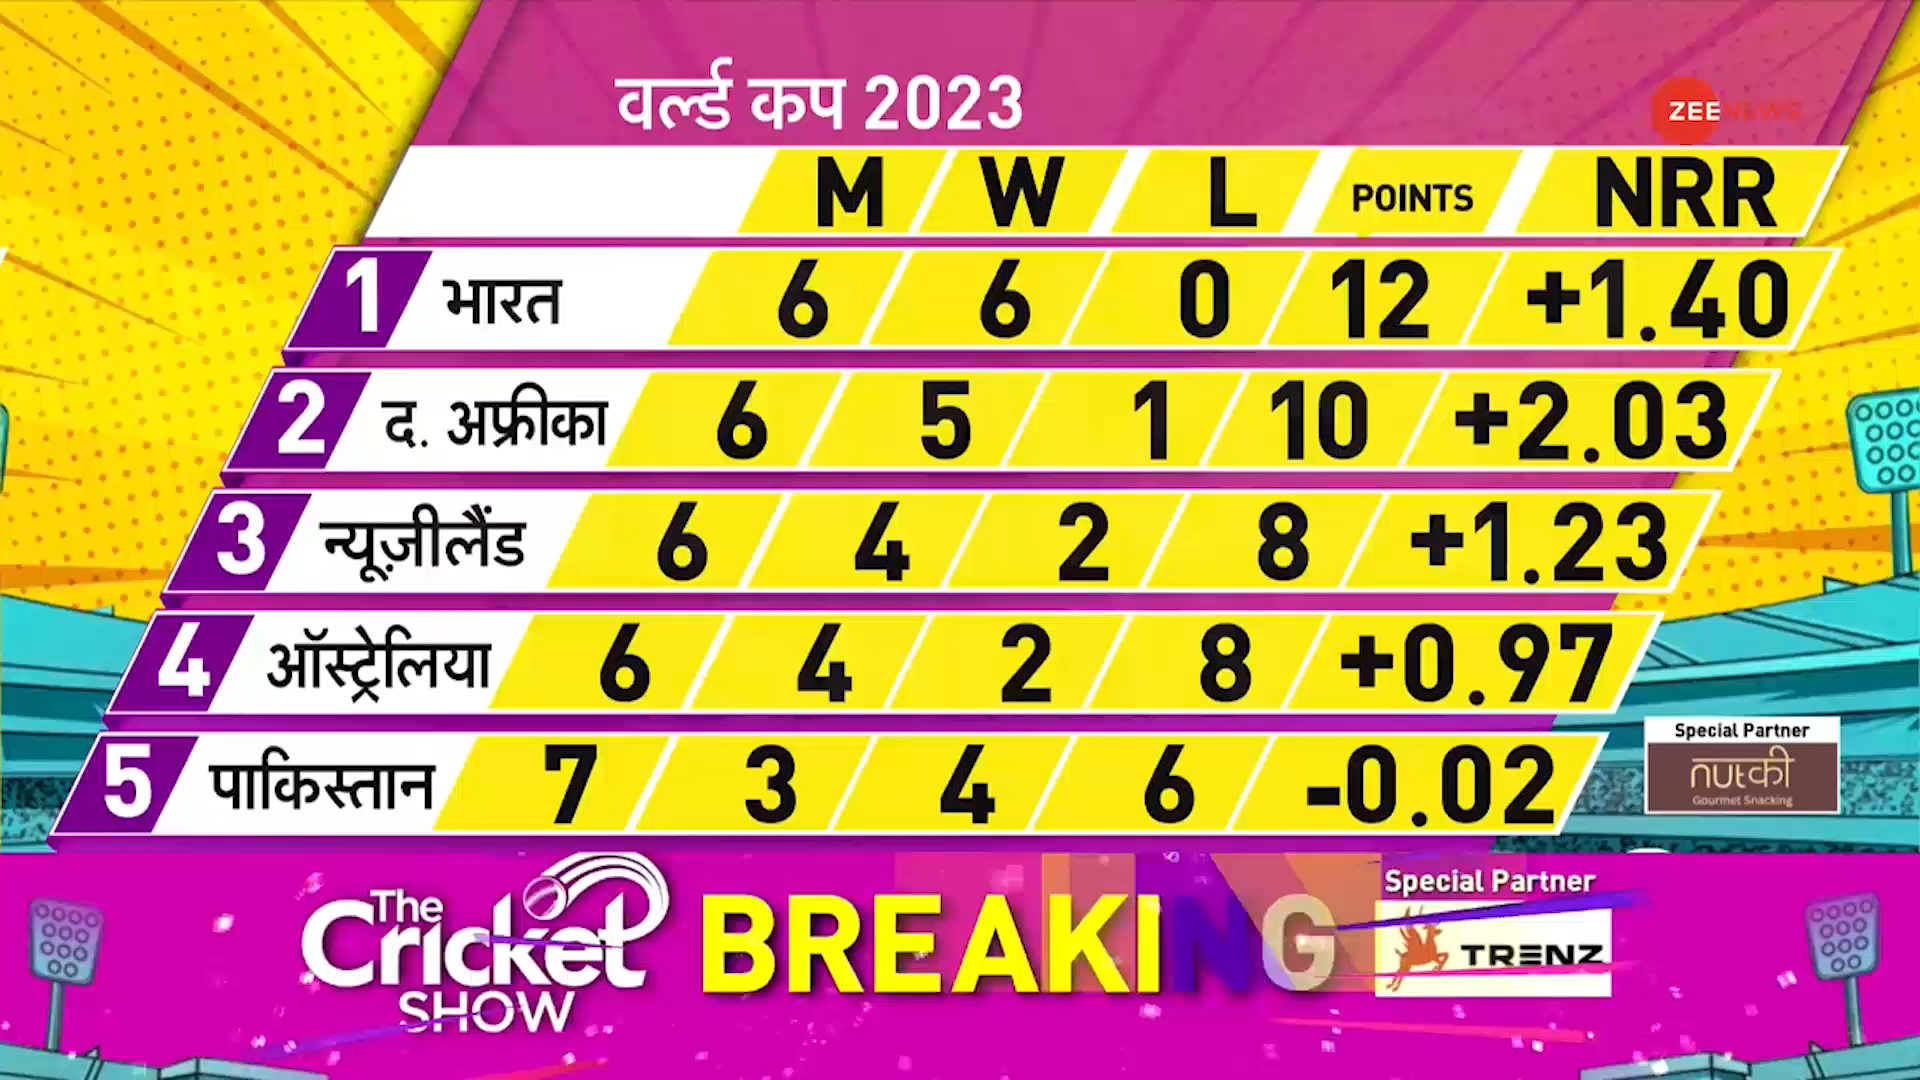 वर्ल्ड कप 2023
ZEE NEWS
M W L POINTS NRR
1 भारत 6 6 0 12 +1.40
2 द. अफ्रीका 6 5 1 10 +2.03
3 न्यूज़ीलैंड 6 4 2 8 +1.23
4 ऑस्ट्रेलिया 6 4 2 8 +0.97
5 पाकिस्तान 7 3 4 6 -0.02
Special Partner
nutकी
Gourmet Snacking
The
Cricket
SHOW
BREAKING
Special Partner
TRENZ